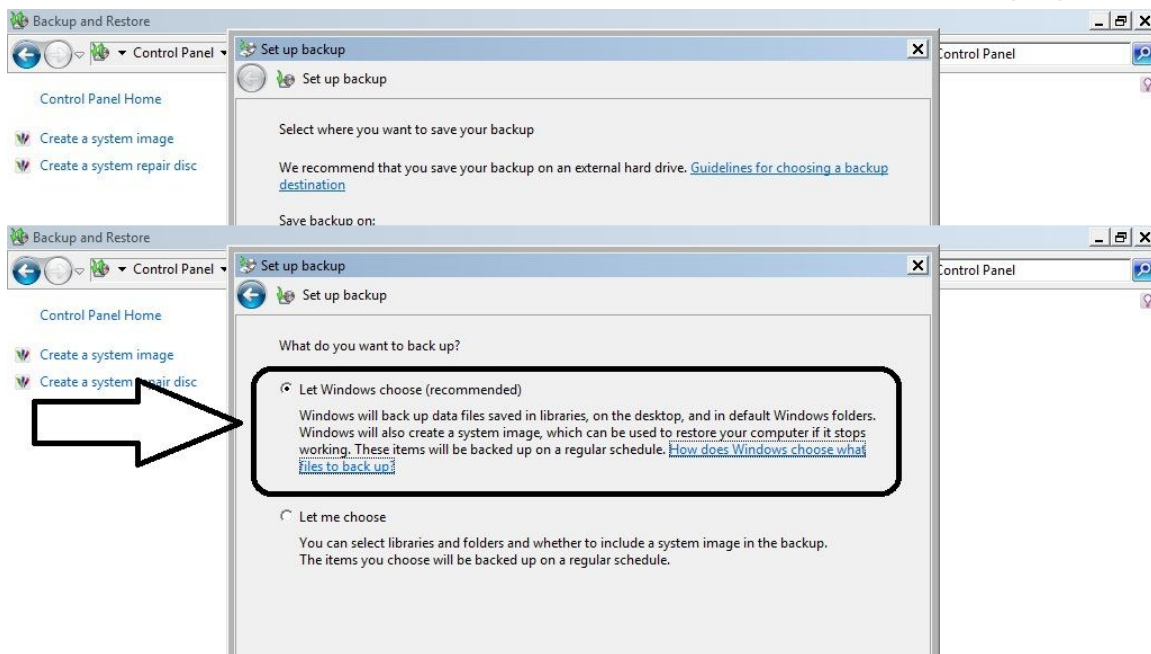 Backup and Restore
Control Panel
Set up backup
Control Panel
Set up backup
Control Panel Home
Create a system image
Create a system repair disc
Select where you want to save your backup
We recommend that you save your backup on an external hard drive. Guidelines for choosing a backup
destination
Save backup on:
Backup and Restore
Control Panel
Set up backup
Control Panel
Set up backup
Control Panel Home
Create a system image
Create a system repair disc
What do you want to back up?
Let Windows choose (recommended)
Windows will back up data files saved in libraries, on the desktop, and in default Windows folders.
Windows will also create a system image, which can be used to restore your computer if it stops
working. These items will be backed up on a regular schedule. How does Windows choose what
files to back up?
Let me choose
You can select libraries and folders and whether to include a system image in the backup.
The items you choose will be backed up on a regular schedule.